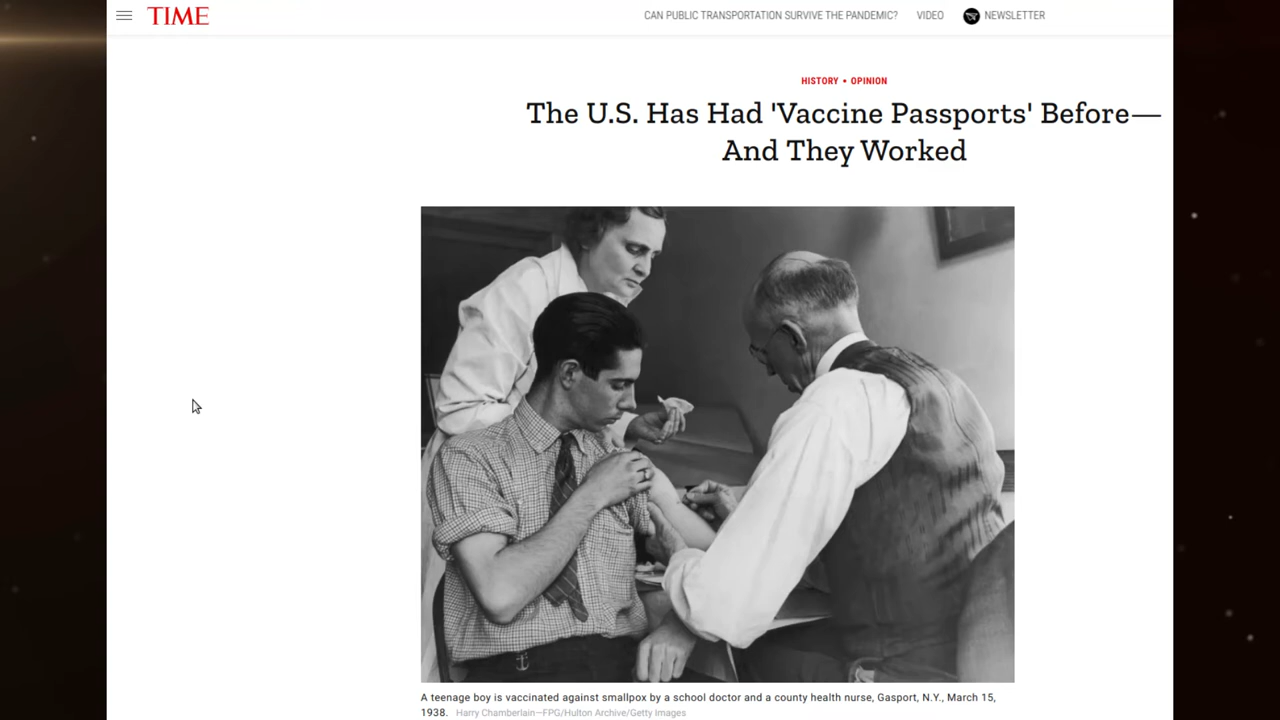 TIME
CAN PUBLIC TRANSPORTATION SURVIVE THE PANDEMIC? VIDEO NEWSLETTER
HISTORY • OPINION
The U.S. Has Had 'Vaccine Passports' Before—
And They Worked
A teenage boy is vaccinated against smallpox by a school doctor and a county health nurse, Gasport, N.Y., March 15,
1938. Harry Chamberlain—FPG/Hulton Archive/Getty Images